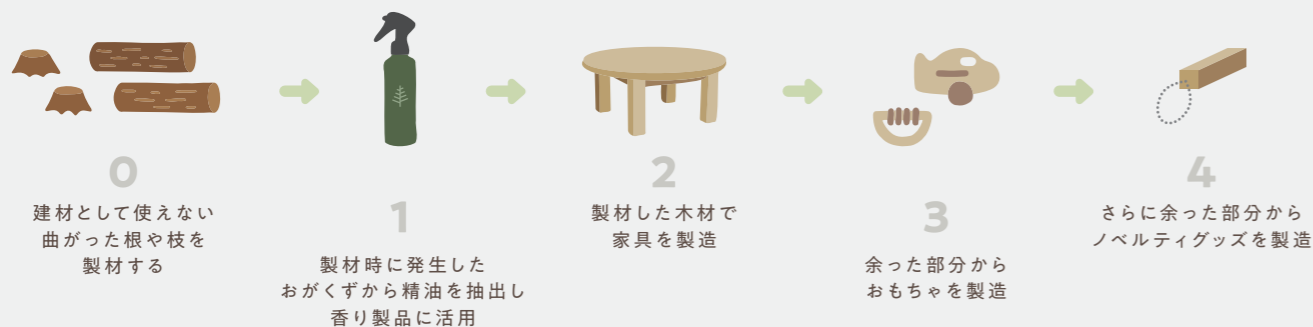 0
建材として使えない
曲がった根や枝を
製材する
1
製材時に発生した
おがくずから精油を抽出し
香り製品に活用
2
製材した木材で
家具を製造
3
余った部分から
おもちゃを製造
4
さらに余った部分から
ノベルティグッズを製造